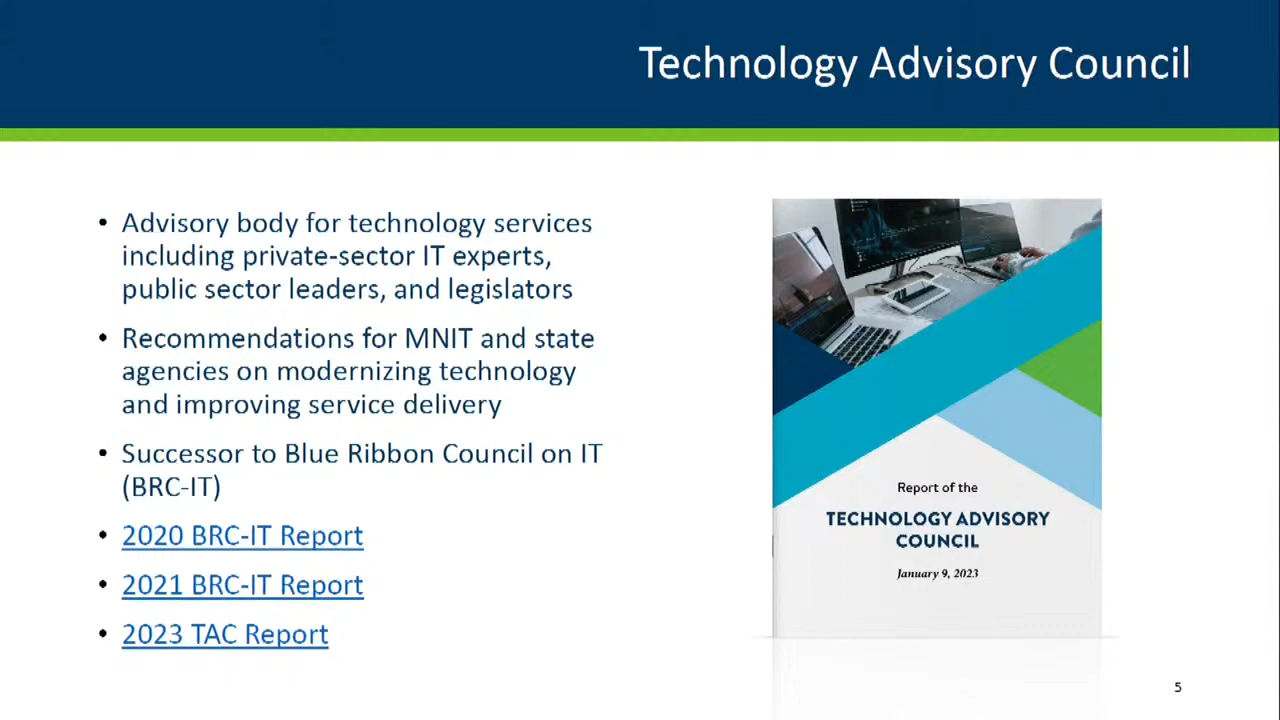 Technology Advisory Council
• Advisory body for technology services
including private-sector IT experts,
public sector leaders, and legislators
• Recommendations for MNIT and state
agencies on modernizing technology
and improving service delivery
• Successor to Blue Ribbon Council on IT
(BRC-IT)
• 2020 BRC-IT Report
• 2021 BRC-IT Report
• 2023 TAC Report
Report of the
TECHNOLOGY ADVISORY
COUNCIL
January 9, 2023
5